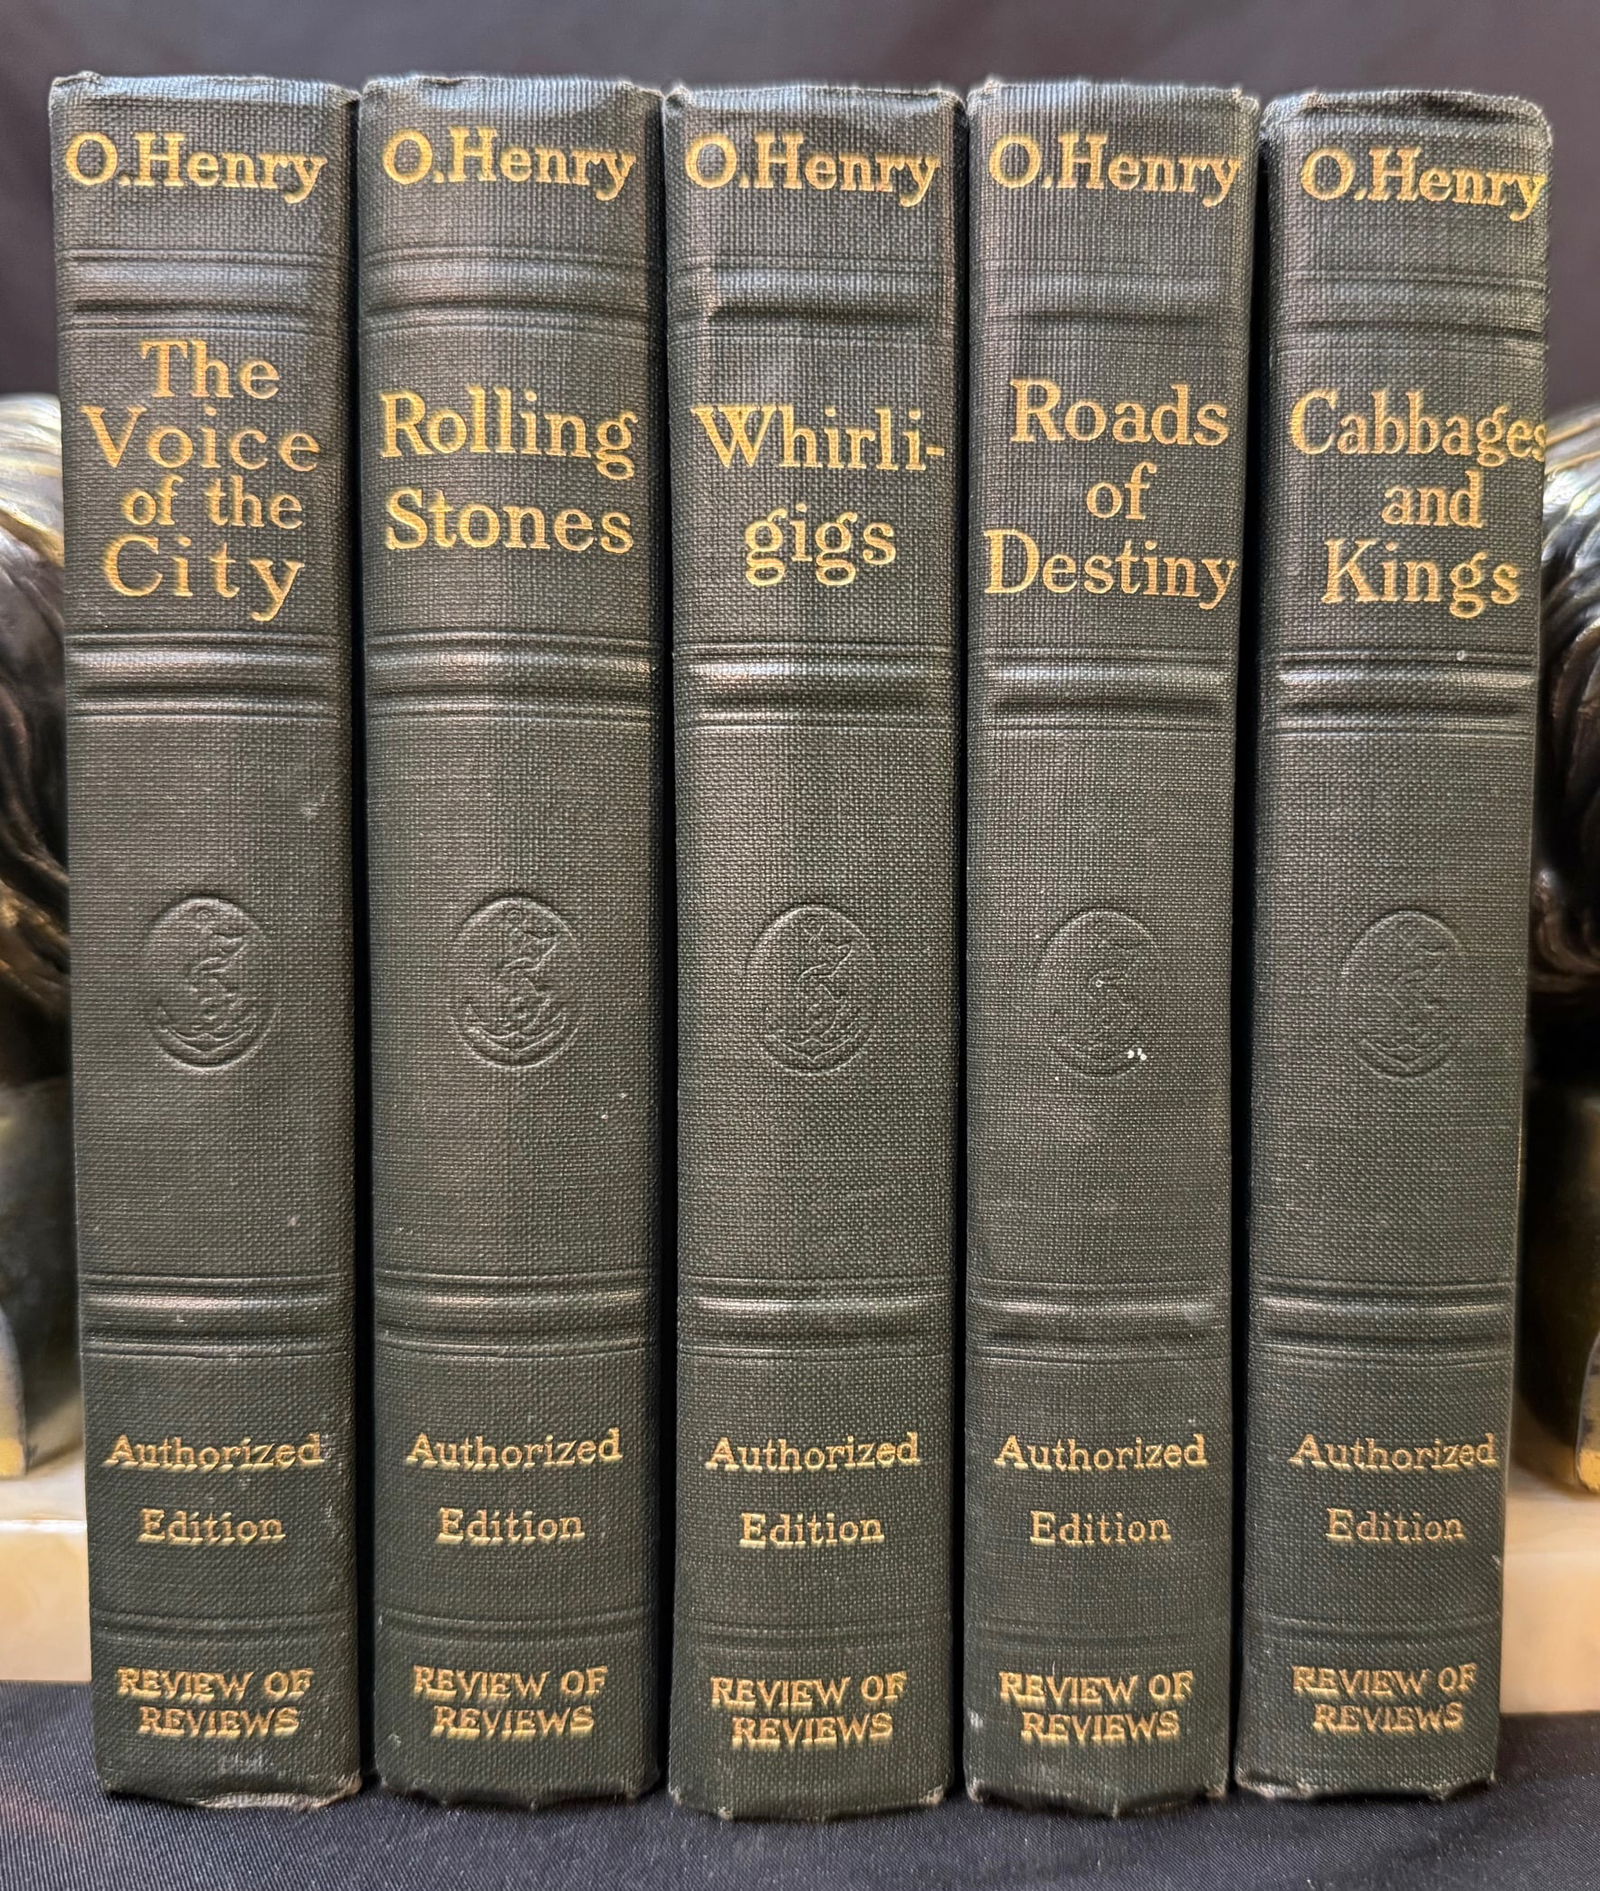 O.Henry
The
Voice
of the
City
Authorized
Edition
REVIEW OF
REVIEWS
O.Henry
Rolling
Stones
Authorized
Edition
REVIEW OF
REVIEWS
O.Henry
Whirli-
gigs
Authorized
Edition
REVIEW OF
REVIEWS
O.Henry
Roads
of
Destiny
Authorized
Edition
REVIEW OF
REVIEWS
O.Henry
Cabbages
and
Kings
Authorized
Edition
REVIEW OF
REVIEWS